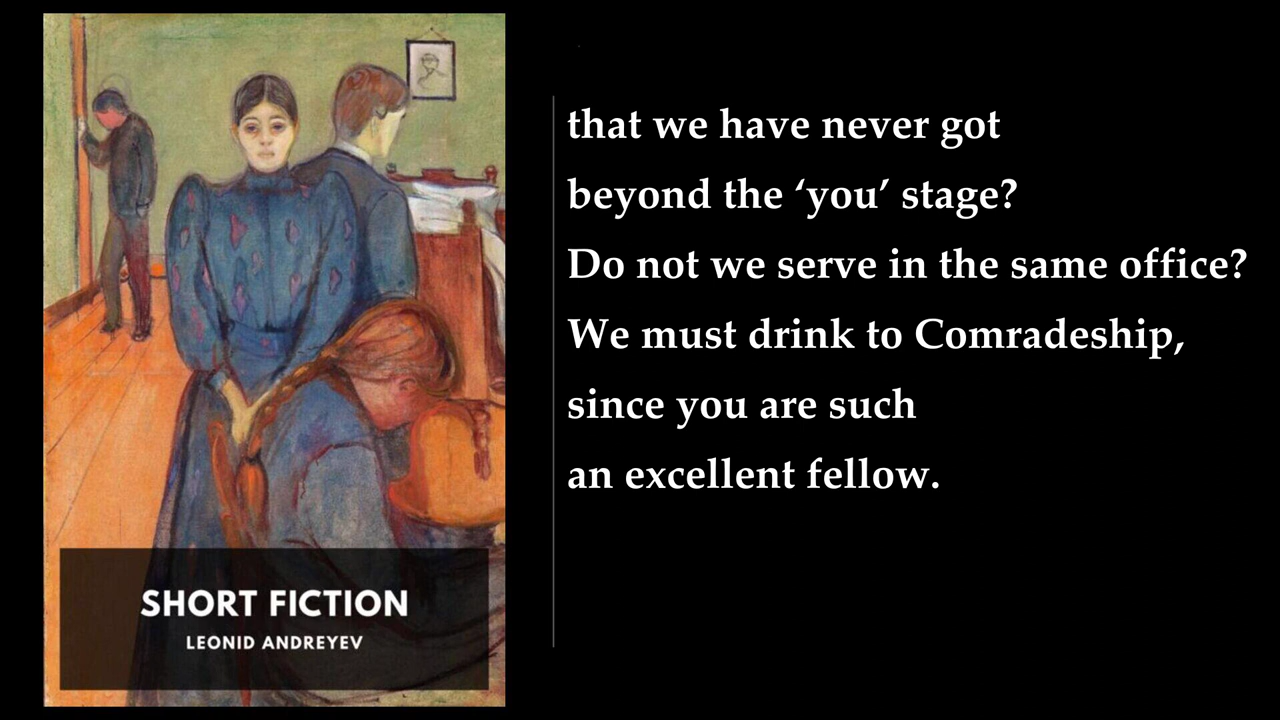 SHORT FICTION
LEONID ANDREYEV
that we have never got
beyond the ‘you’ stage?
Do not we serve in the same office?
We must drink to Comradeship,
since you are such
an excellent fellow.